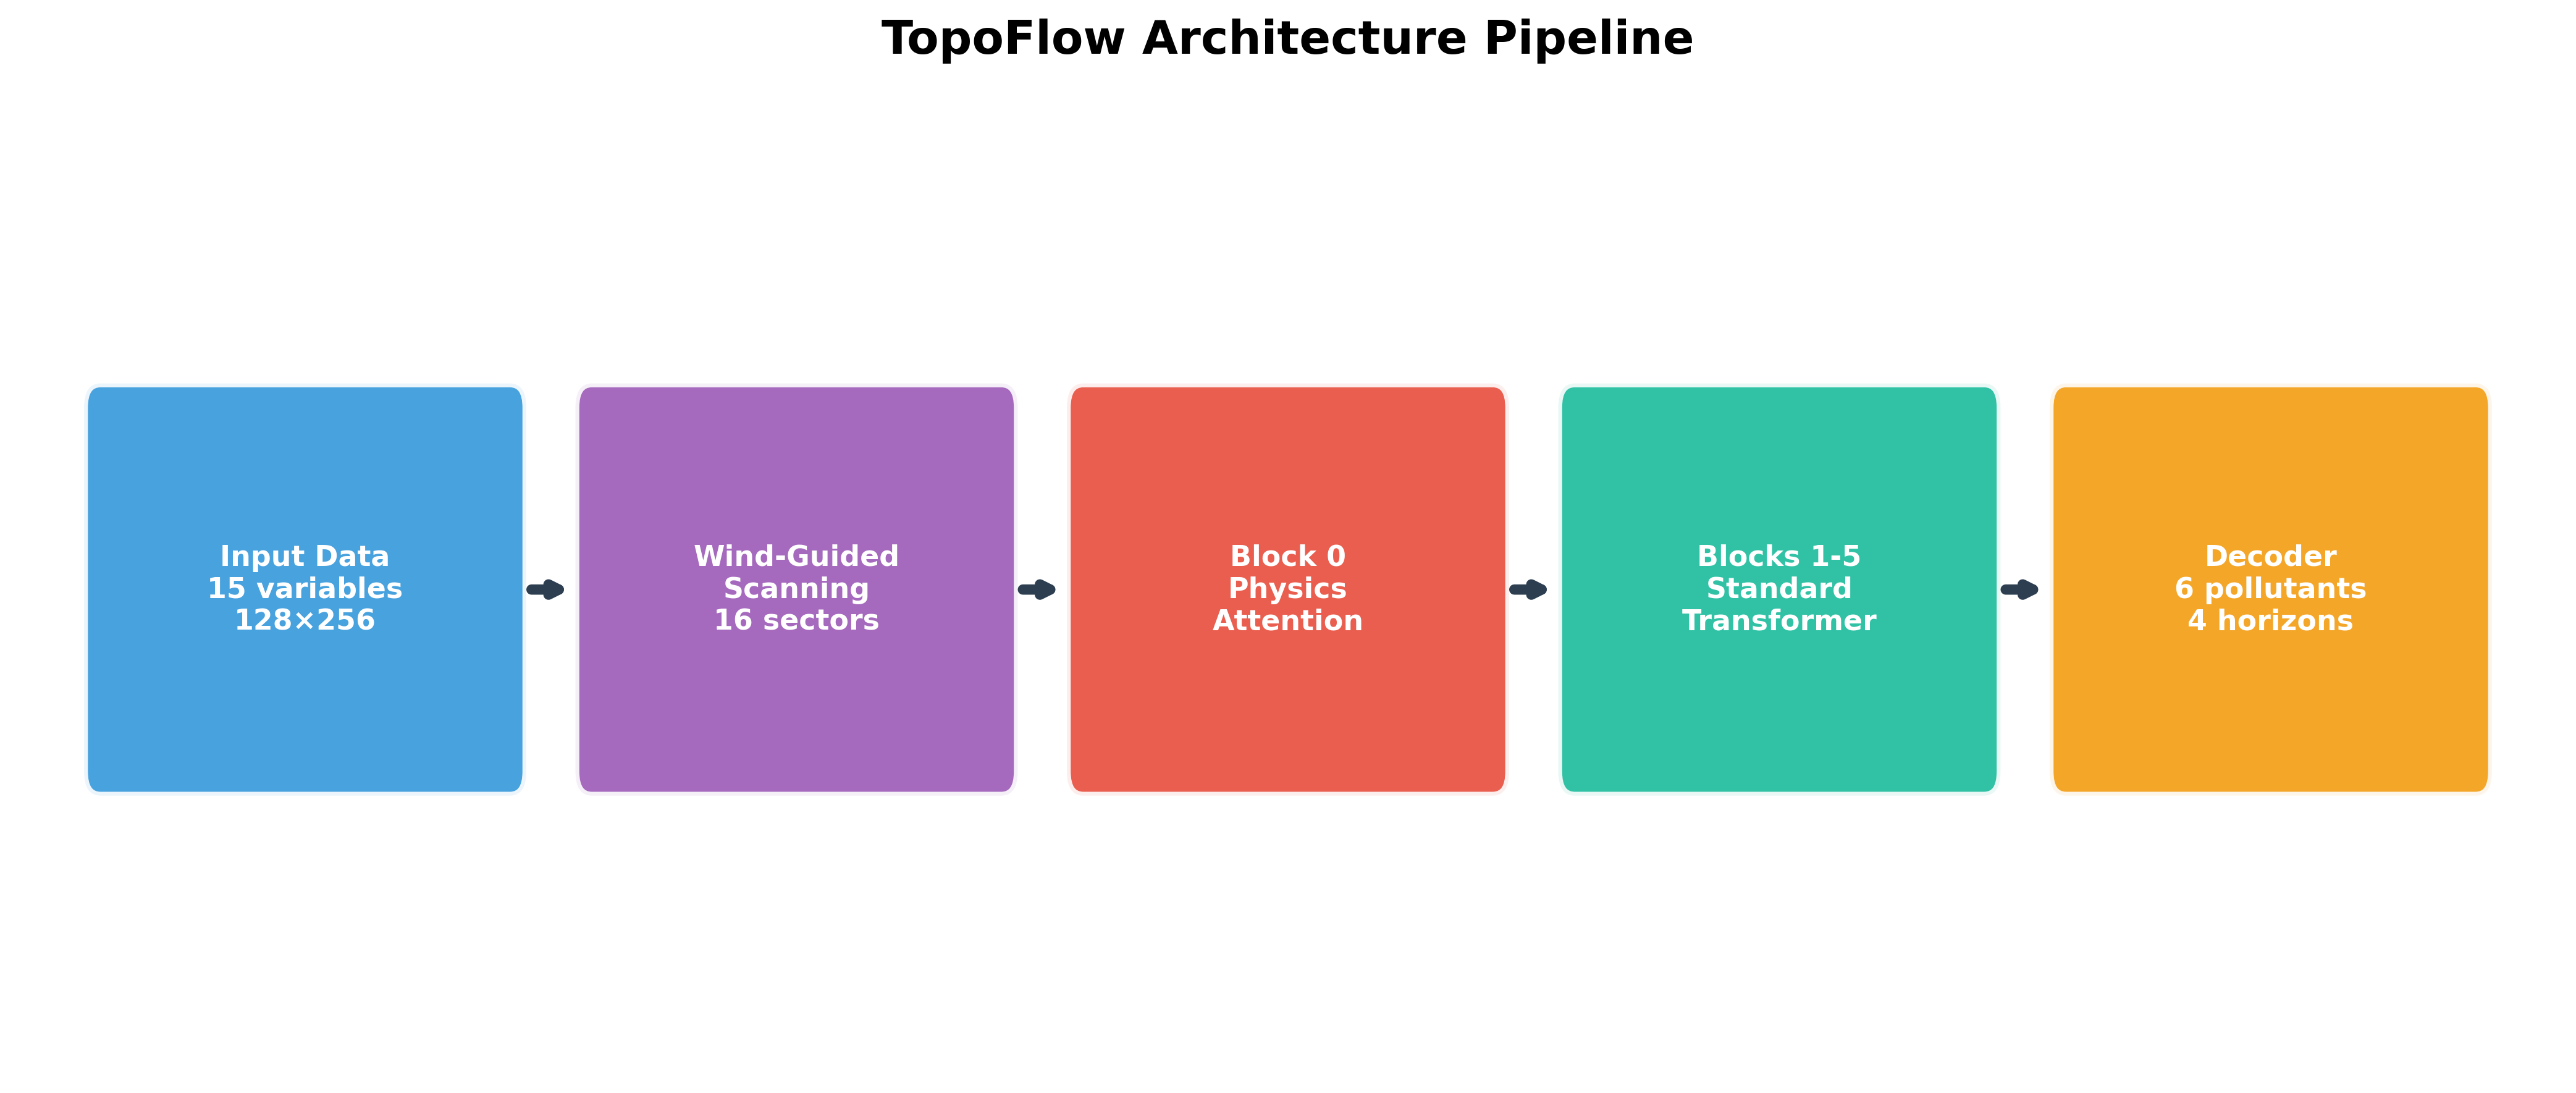 TopoFlow Architecture Pipeline
Input Data
15 variables
128×256
Wind-Guided
Scanning
16 sectors
Block 0
Physics
Attention
Blocks 1-5
Standard
Transformer
Decoder
6 pollutants
4 horizons